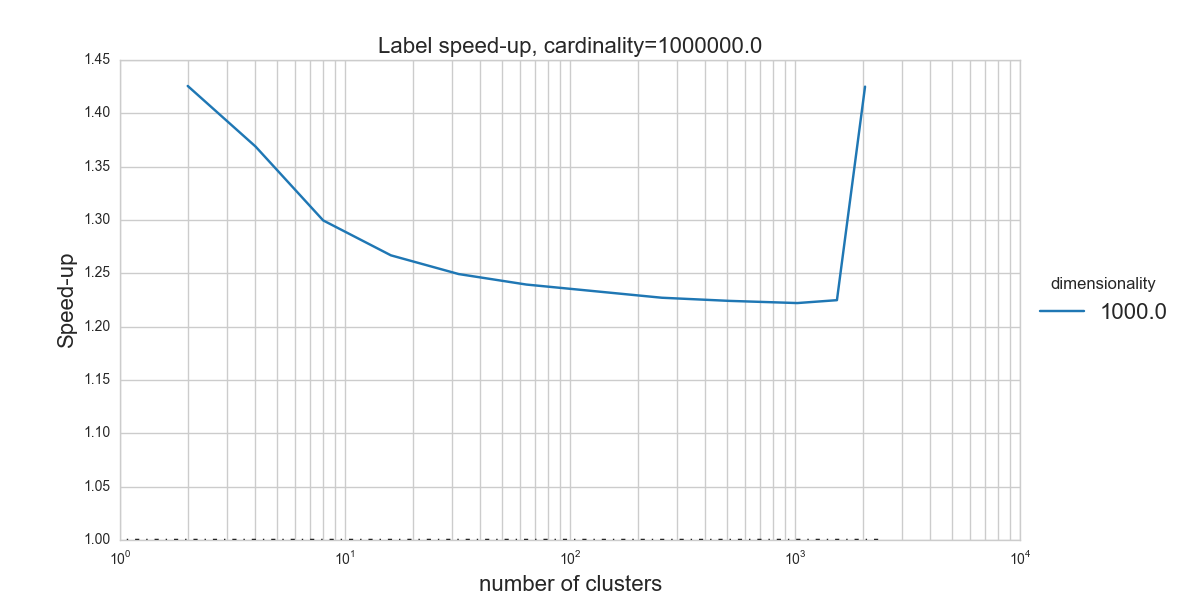 Label speed-up, cardinality=1000000.0
1.45
1.40
1.35
1.30
1.25
1.20
1.15
1.10
1.05
1.00
Speed-up
10^0 10^1 10^2 10^3 10^4
number of clusters
dimensionality
1000.0